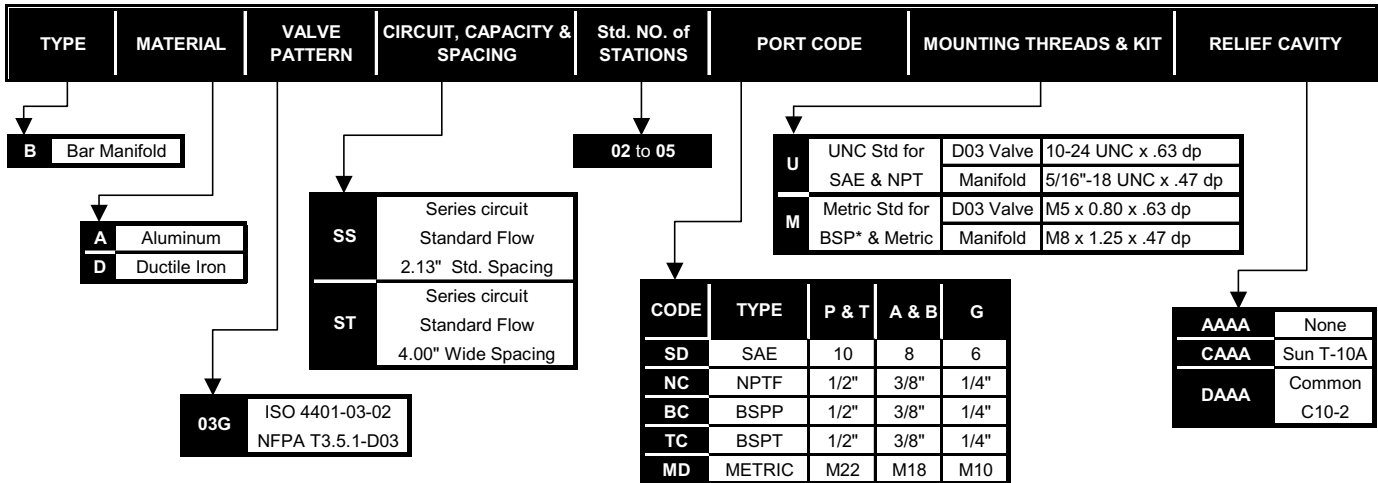 TYPE
MATERIAL
VALVE
PATTERN
CIRCUIT, CAPACITY &
SPACING
Std. NO. of
STATIONS
PORT CODE
MOUNTING THREADS & KIT
RELIEF CAVITY
B Bar Manifold
A Aluminum
D Ductile Iron
03G
ISO 4401-03-02
NFPA T3.5.1-D03
SS
Series circuit
Standard Flow
2.13" Std. Spacing
ST
Series circuit
Standard Flow
4.00" Wide Spacing
02 to 05
CODE TYPE P & T A & B G
SD SAE 10 8 6
NC NPTF 1/2" 3/8" 1/4"
BC BSPP 1/2" 3/8" 1/4"
TC BSPT 1/2" 3/8" 1/4"
MD METRIC M22 M18 M10
U
UNC Std for D03 Valve 10-24 UNC x .63 dp
SAE & NPT Manifold 5/16"-18 UNC x .47 dp
M
Metric Std for D03 Valve M5 x 0.80 x .63 dp
BSP* & Metric Manifold M8 x 1.25 x .47 dp
AAAA None
CAAA Sun T-10A
DAAA
Common
C10-2